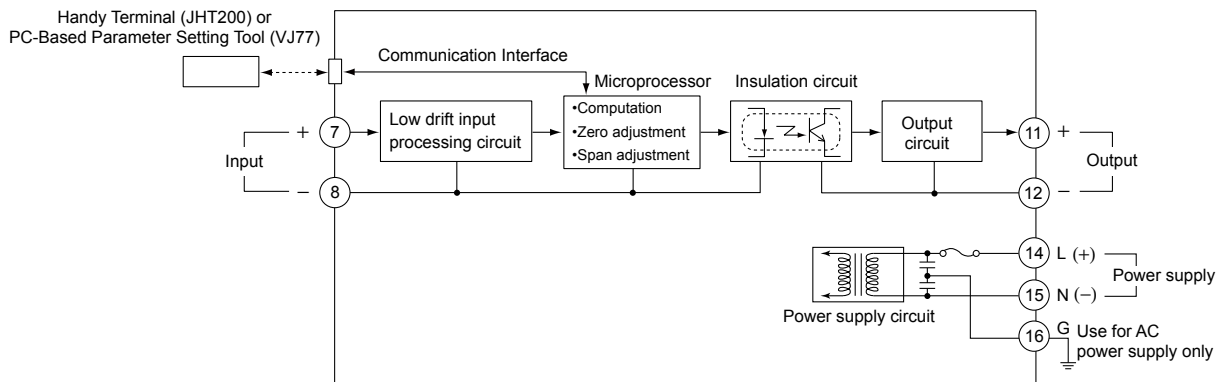 Handy Terminal (JHT200) or
PC-Based Parameter Setting Tool (VJ77)
Communication Interface
Microprocessor
Insulation circuit
•Computation
•Zero adjustment
•Span adjustment
Low drift input
processing circuit
Output
circuit
+
7
11
+
Input
Output
−
8
12
−
14
L (+)
Power supply
15
N (−)
Power supply circuit
16
G
Use for AC
power supply only